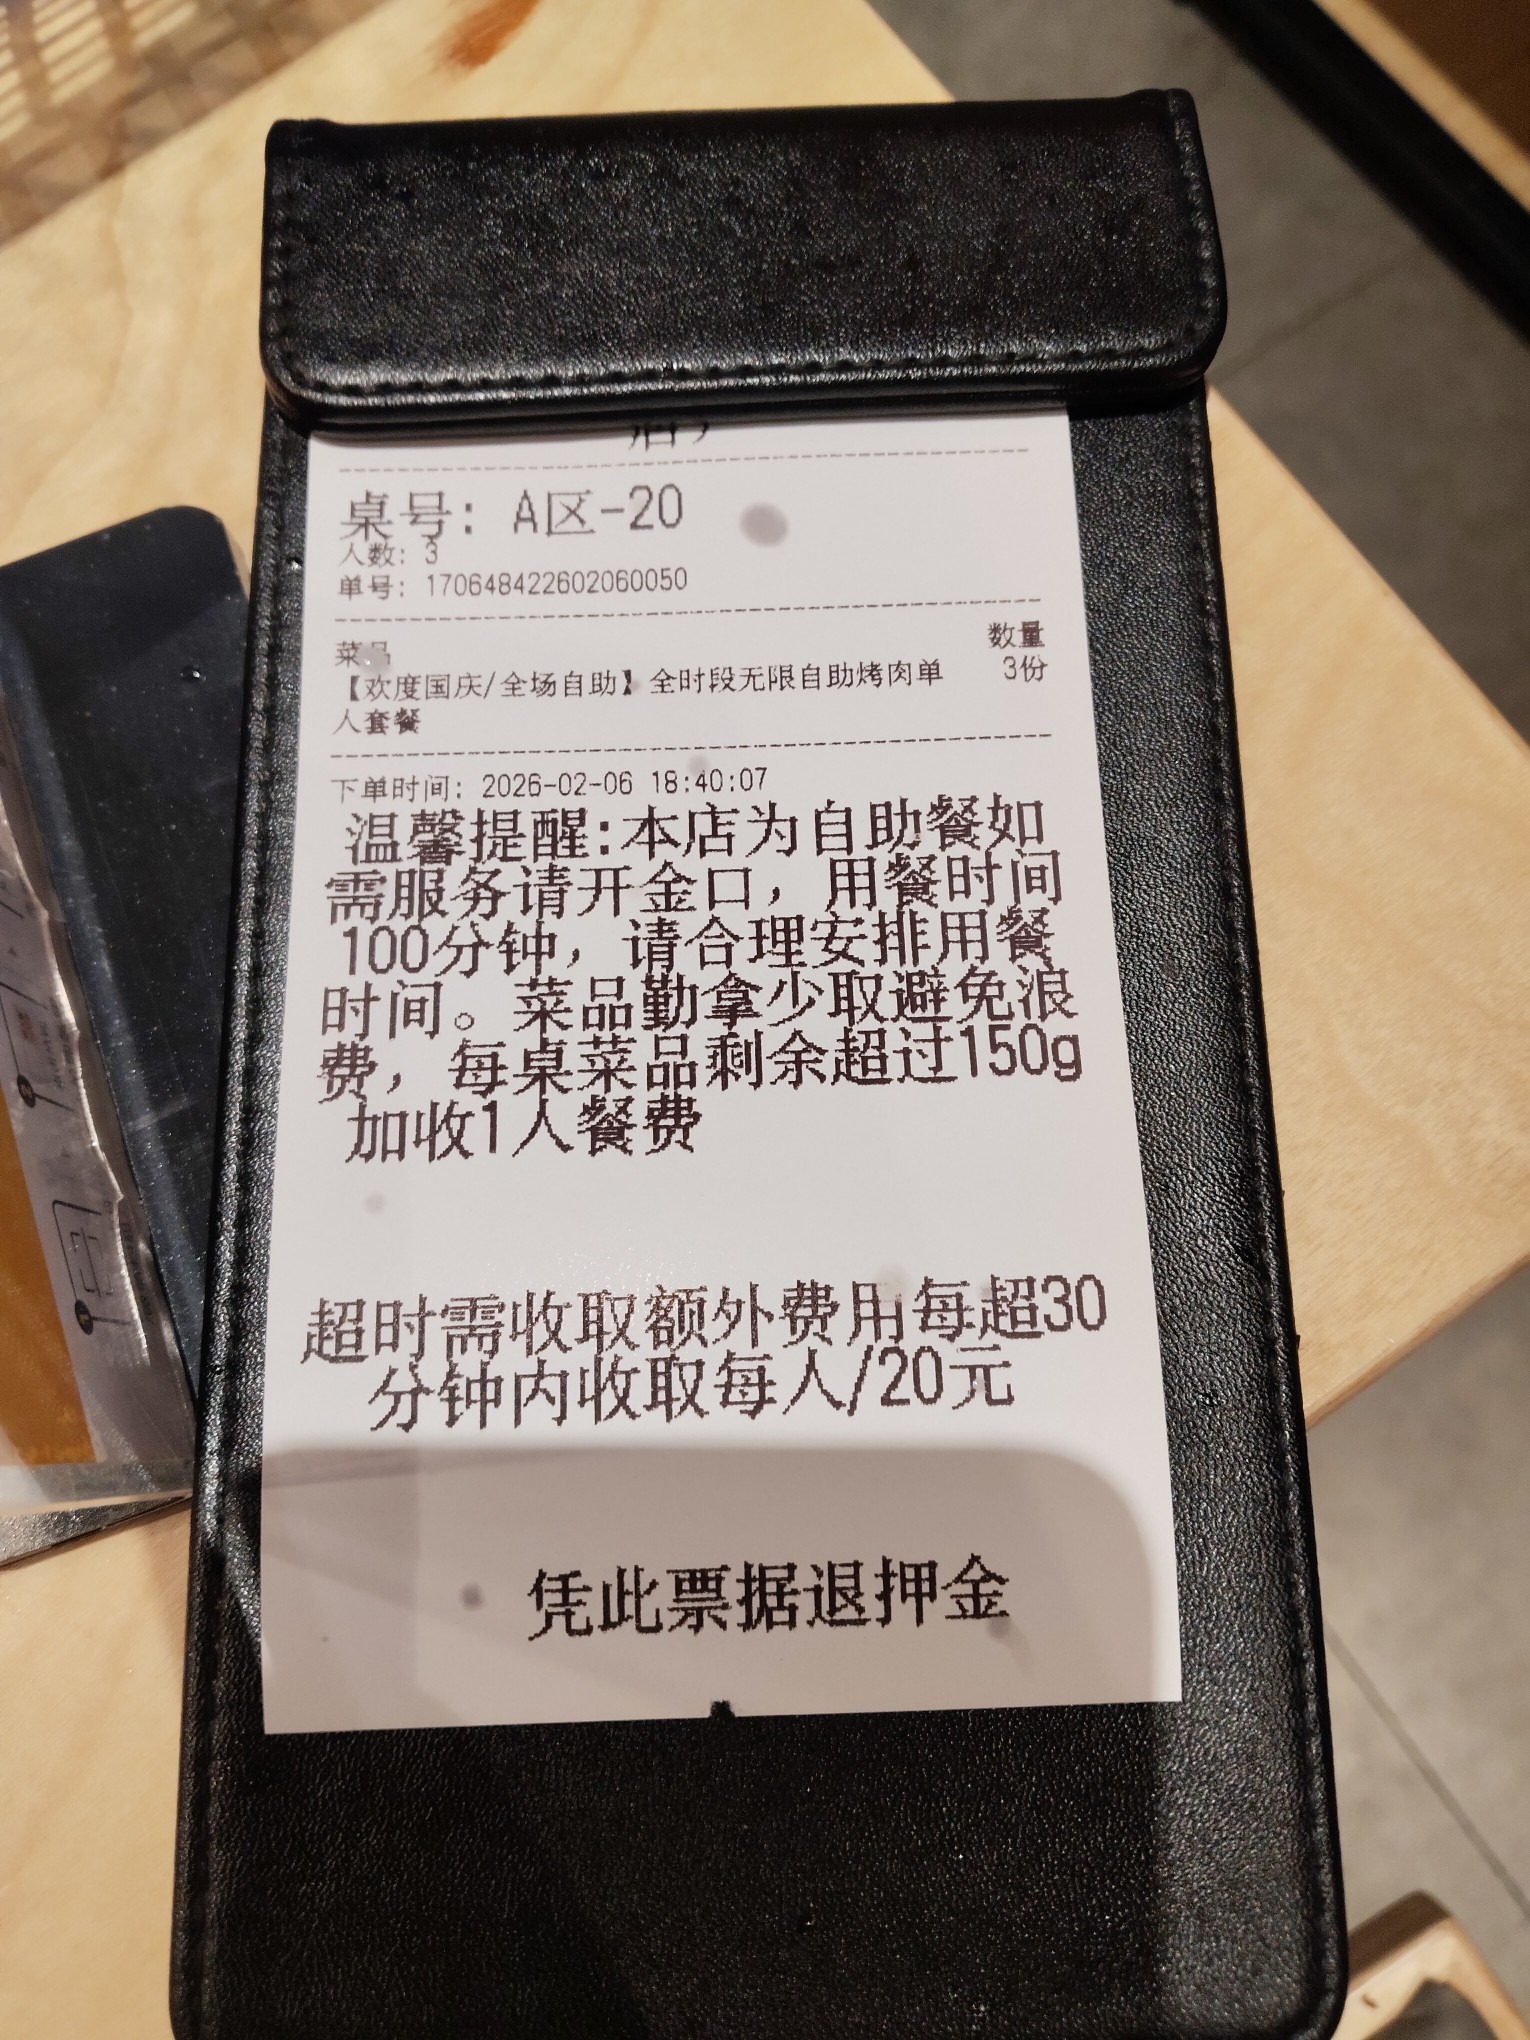 桌号: A区-20
人数: 3
单号: 170648422602060050
菜品 数量
【欢度国庆/全场自助】全时段无限自助烤肉单 3份
人套餐
下单时间: 2026-02-06 18:40:07
温馨提醒:本店为自助餐如
需服务请开金口，用餐时间
100分钟，请合理安排用餐
时间。菜品勤拿少取避免浪
费，每桌菜品剩余超过150g
加收1人餐费
超时需收取额外费用每超30
分钟内收取每人/20元
凭此票据退押金